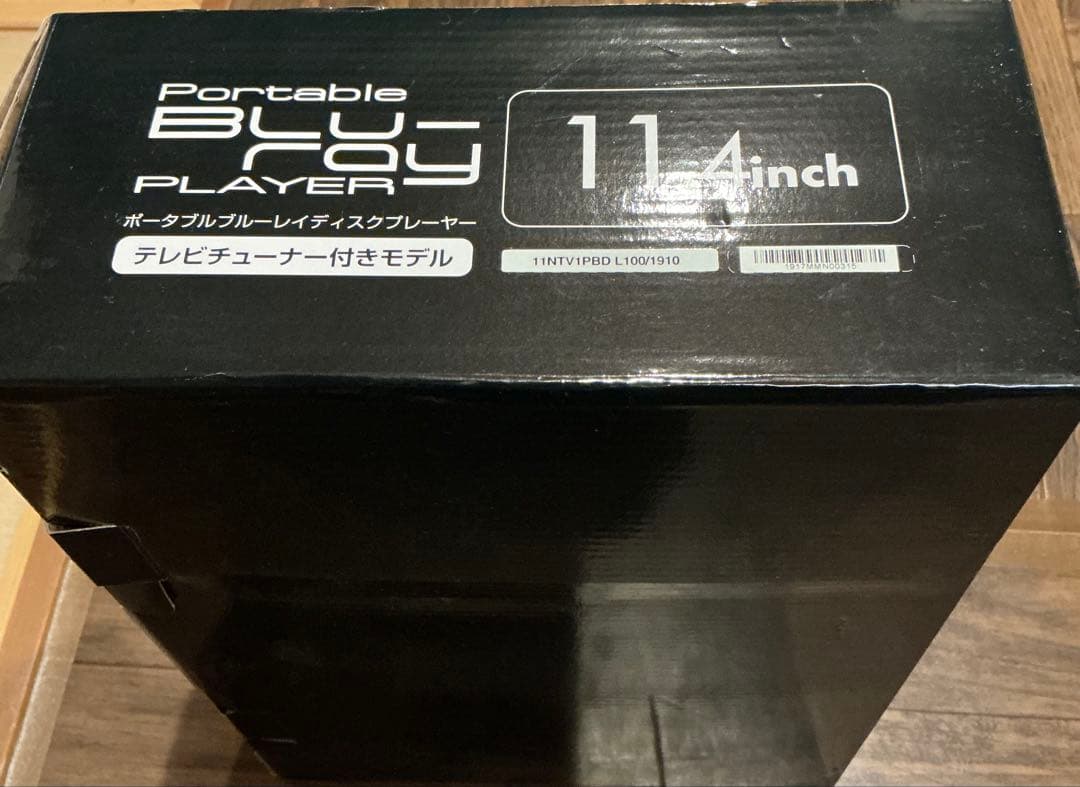 Portable
BLu-
ray
PLAYER
ポータブルブルーレイディスクプレーヤー
テレビチューナー付きモデル
11.4inch
11NTV1PBD L100/1910
1917MMN00315